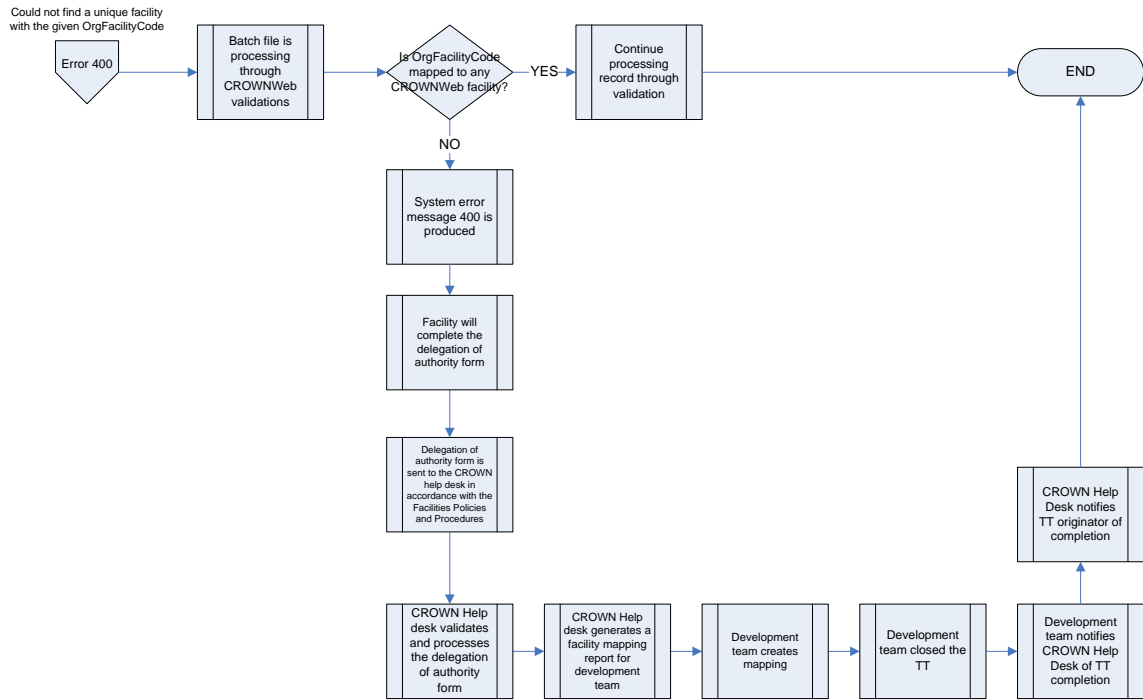 Could not find a unique facility
with the given OrgFacilityCode
Error 400
Batch file is
processing
through
CROWNWeb
validations
Is OrgFacilityCode
mapped to any
CROWNWeb facility?
YES
Continue
processing
record through
validation
END
NO
System error
message 400 is
produced
Facility will
complete the
delegation of
authority form
Delegation of
authority form is
sent to the CROWN
help desk in
accordance with the
Facilities Policies
and Procedures
CROWN Help
desk validates
and processes
the delegation
of authority
form
CROWN Help
desk generates a
facility mapping
report for
development
team
Development
team creates
mapping
Development
team closed the
TT
Development
team notifies
CROWN Help
Desk of TT
completion
CROWN Help
Desk notifies
TT originator of
completion